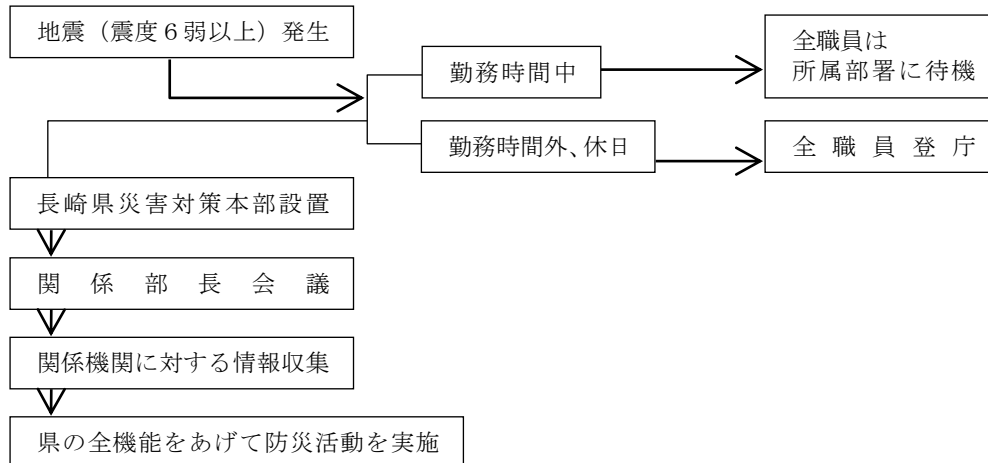 地震（震度６弱以上）発生
勤務時間中
全職員は
所属部署に待機
勤務時間外、休日
全職員登庁
長崎県災害対策本部設置
関係部長会議
関係機関に対する情報収集
県の全機能をあげて防災活動を実施